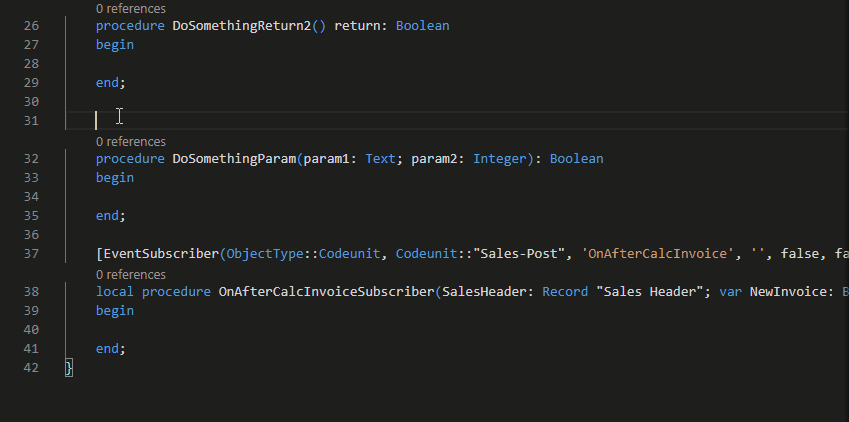 0 references
26 procedure DoSomethingReturn2() return: Boolean
27 begin
28
29 end;
30
31
0 references
32 procedure DoSomethingParam(param1: Text; param2: Integer): Boolean
33 begin
34
35 end;
36
37 [EventSubscriber(ObjectType::Codeunit, Codeunit::"Sales-Post", 'OnAfterCalcInvoice', '', false, fa
0 references
38 local procedure OnAfterCalcInvoiceSubscriber(SalesHeader: Record "Sales Header"; var NewInvoice: B
39 begin
40
41 end;
42 }